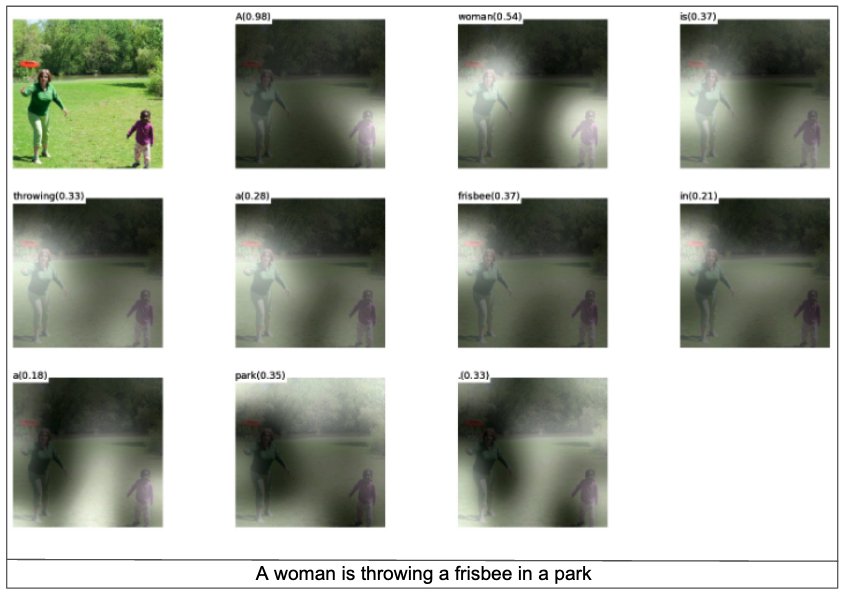 A(0.98) woman(0.54) is(0.37)
throwing(0.33) a(0.28) frisbee(0.37) in(0.21)
a(0.18) park(0.35) .(0.33)
A woman is throwing a frisbee in a park